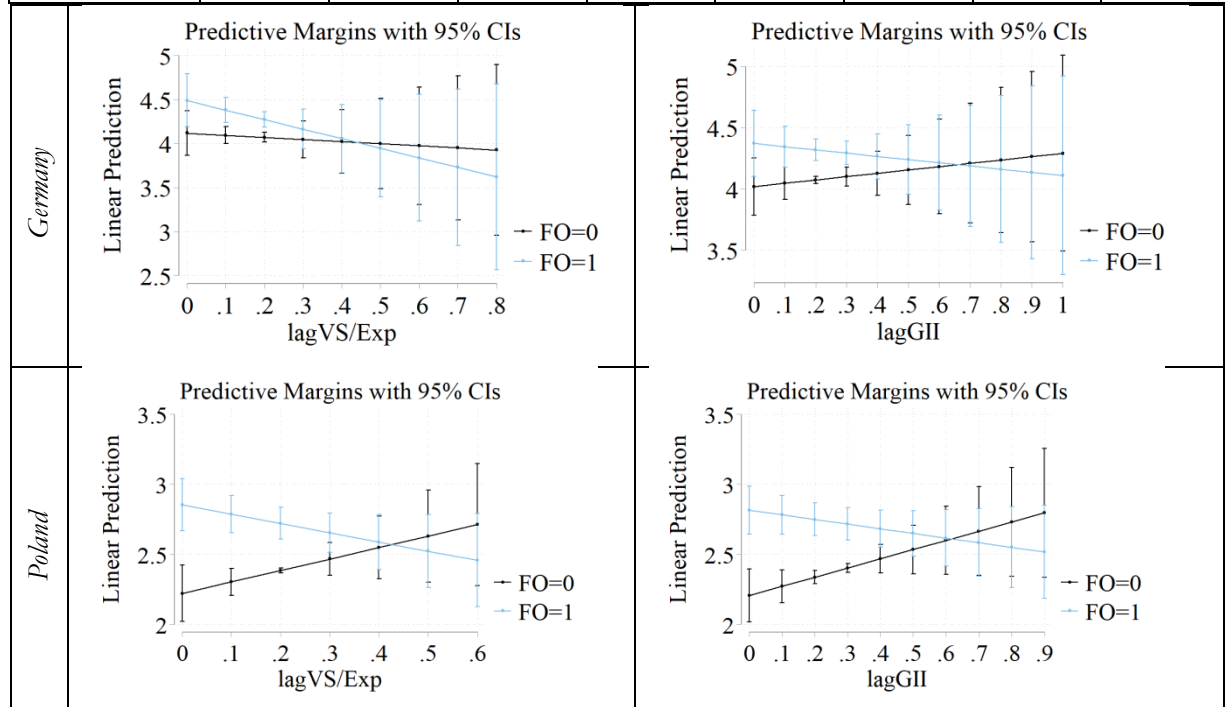 Germany
Predictive Margins with 95% CIs
Linear Prediction
5
4.5
4
3.5
3
2.5
0 .1 .2 .3 .4 .5 .6 .7 .8
lagVS/Exp
FO=0
FO=1
Predictive Margins with 95% CIs
Linear Prediction
5
4.5
4
3.5
0 .1 .2 .3 .4 .5 .6 .7 .8 .9 1
lagGII
FO=0
FO=1
Poland
Predictive Margins with 95% CIs
Linear Prediction
3.5
3
2.5
2
0 .1 .2 .3 .4 .5 .6
lagVS/Exp
FO=0
FO=1
Predictive Margins with 95% CIs
Linear Prediction
3.5
3
2.5
2
0 .1 .2 .3 .4 .5 .6 .7 .8 .9
lagGII
FO=0
FO=1